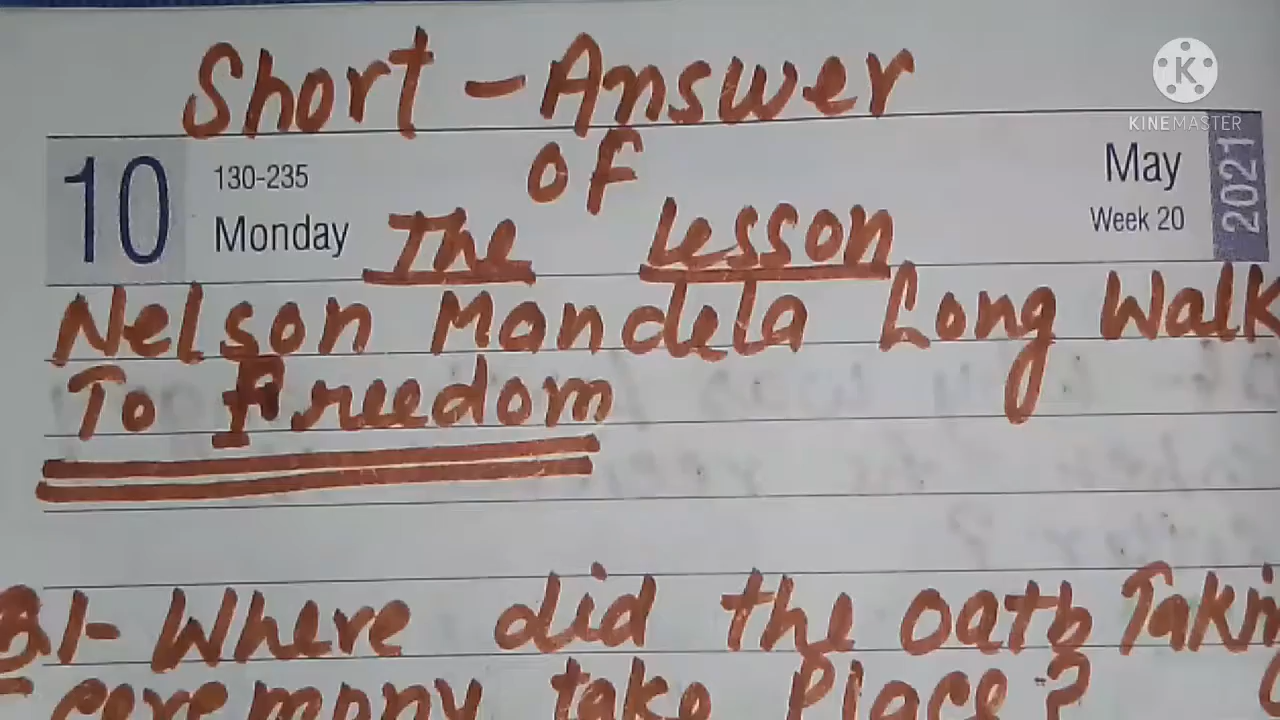 Short - Answer
of
10 130-235 Monday
May Week 20 2021
The Lesson
Nelson Mandela Long Walk
To Freedom
Q1- Where did the oath Takin
ceremony take Place?
K
KINEMASTER